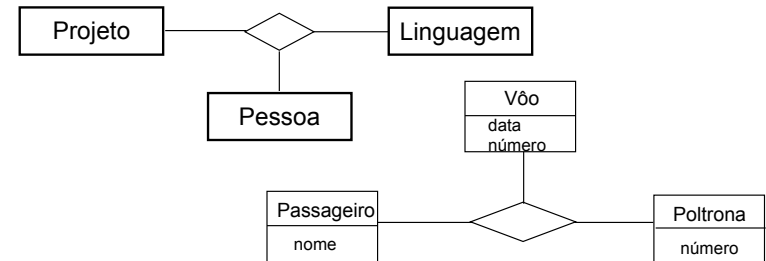 Projeto
Linguagem
Pessoa
Vôo
data
número
Passageiro
nome
Poltrona
número